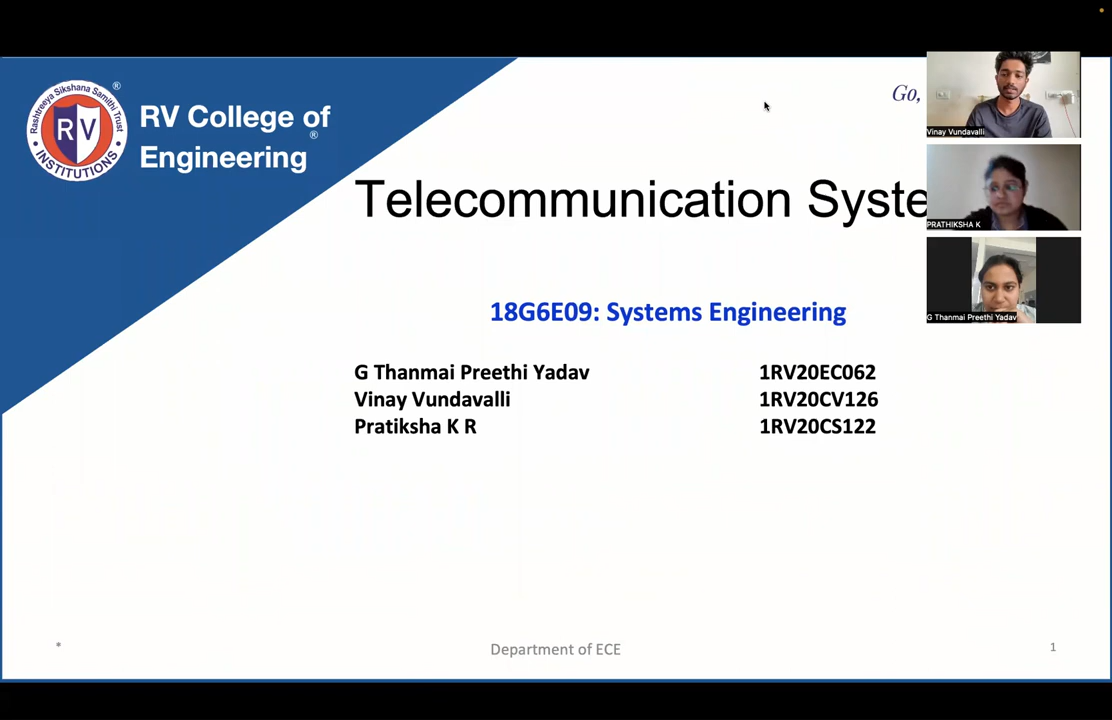 Rashtreeya Sikshana Samithi Trust
RV
INSTITUTIONS
®
RV College of
Engineering
®
Go,
Telecommunication Syste
18G6E09: Systems Engineering
G Thanmai Preethi Yadav 1RV20EC062
Vinay Vundavalli 1RV20CV126
Pratiksha K R 1RV20CS122
Vinay Vundavalli
PRATHIKSHA K
G Thanmai Preethi Yadav
* Department of ECE 1